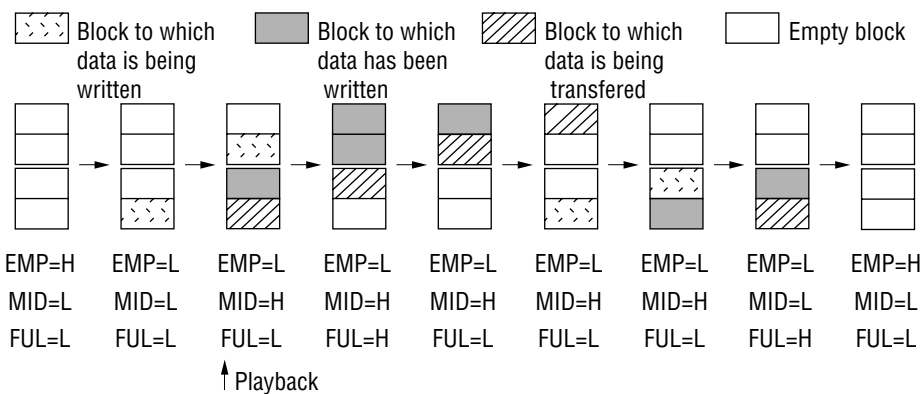 Block to which data is being written
Block to which data has been written
Block to which data is being transfered
Empty block
EMP=H EMP=L EMP=L EMP=L EMP=L EMP=L EMP=L EMP=L EMP=H
MID=L MID=L MID=H MID=H MID=H MID=H MID=H MID=L MID=L
FUL=L FUL=L FUL=L FUL=H FUL=L FUL=L FUL=L FUL=H FUL=L
Playback